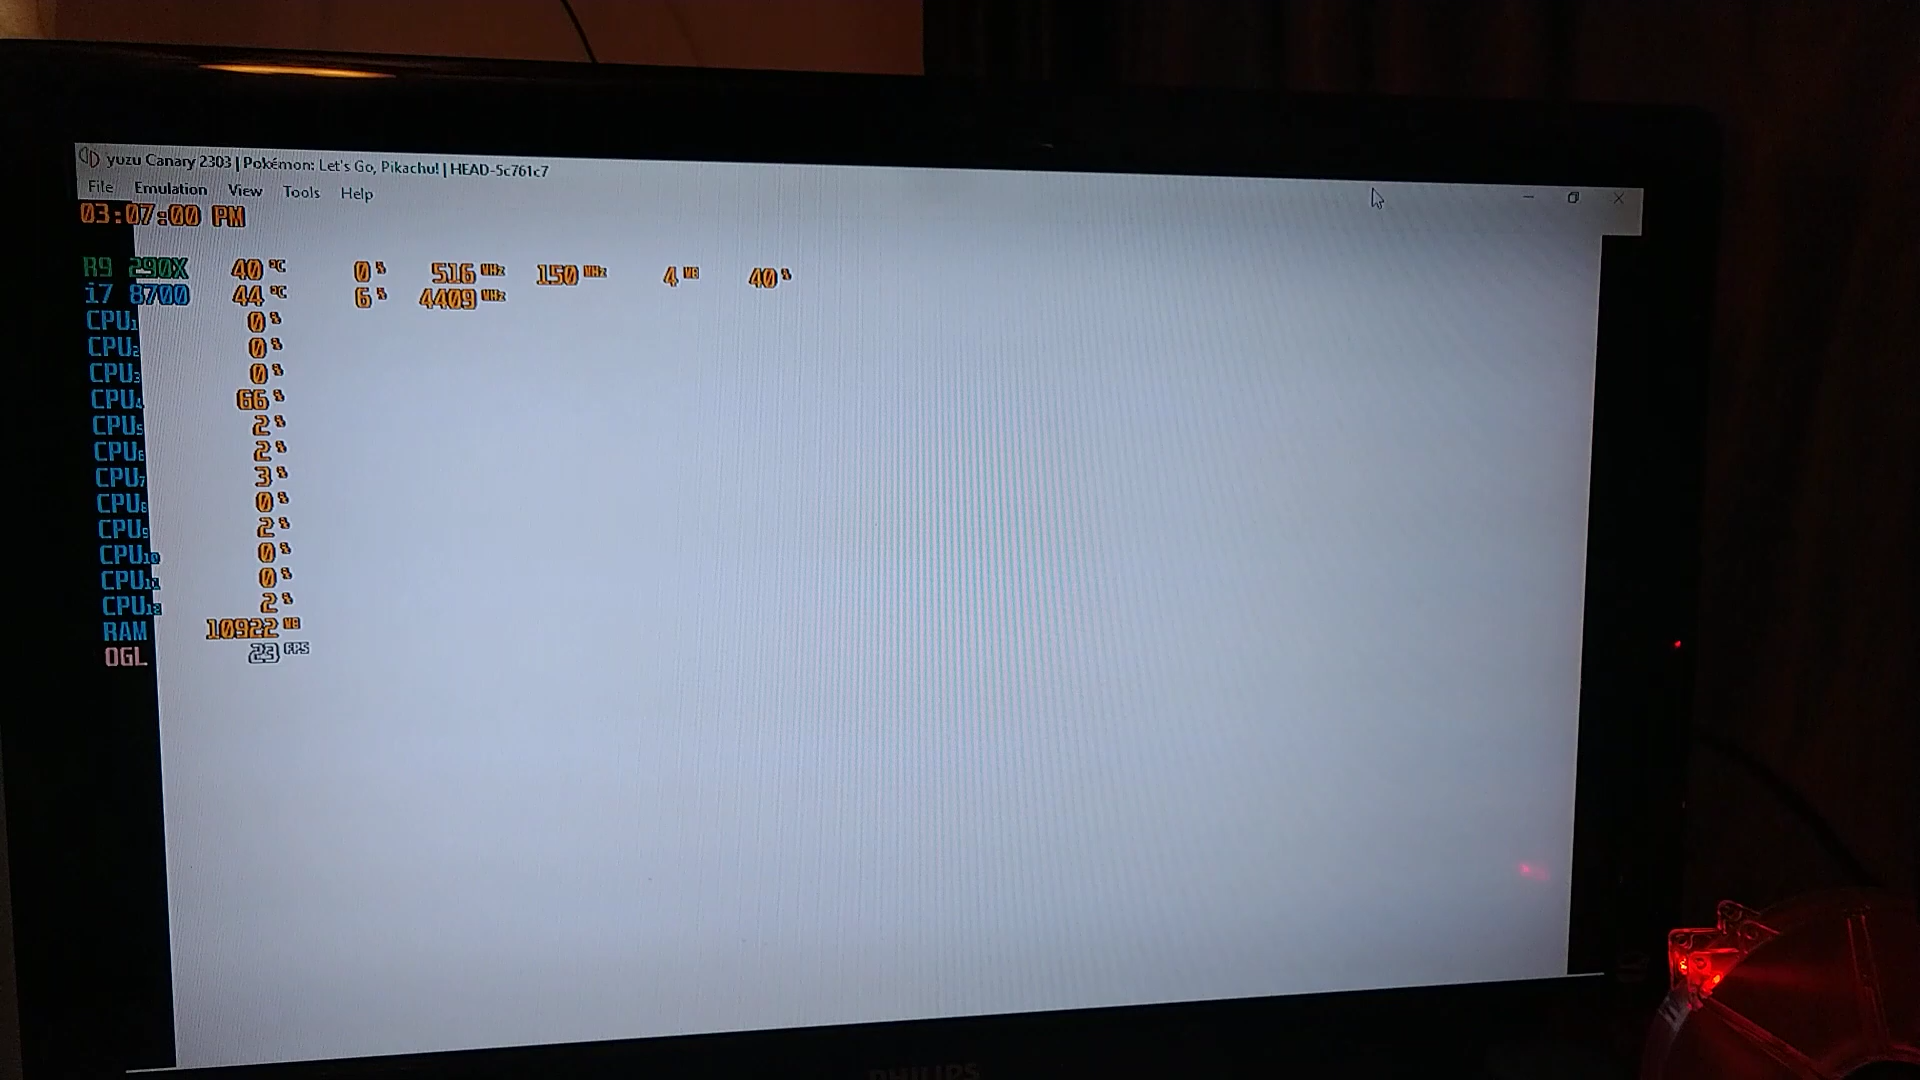 yuzu Canary 2303 | Pokémon: Let's Go, Pikachu! | HEAD-5c761c7
File Emulation View Tools Help
03:07:00 PM
R9 290X 40 °C 0 % 516 MHz 150 MHz 4 MB 40 %
i7 8700 44 °C 6 % 4409 MHz
CPU1 0 %
CPU2 0 %
CPU3 0 %
CPU4 66 %
CPU5 2 %
CPU6 2 %
CPU7 3 %
CPU8 0 %
CPU9 2 %
CPU10 0 %
CPU11 0 %
CPU12 2 %
RAM 10922 MB
OGL 23 FPS
PHILIPS